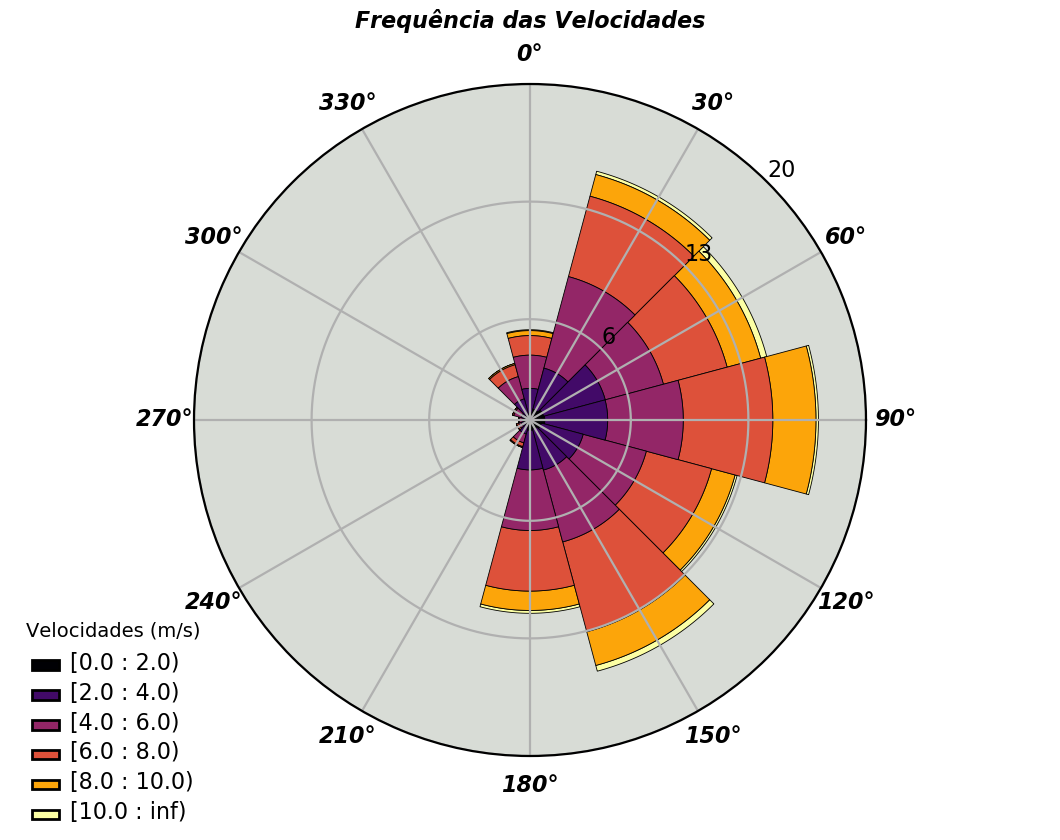 Frequência das Velocidades
0°
330°
30°
20
300°
60°
13
6
270°
90°
240°
120°
210°
150°
180°
Velocidades (m/s)
[0.0 : 2.0)
[2.0 : 4.0)
[4.0 : 6.0)
[6.0 : 8.0)
[8.0 : 10.0)
[10.0 : inf)